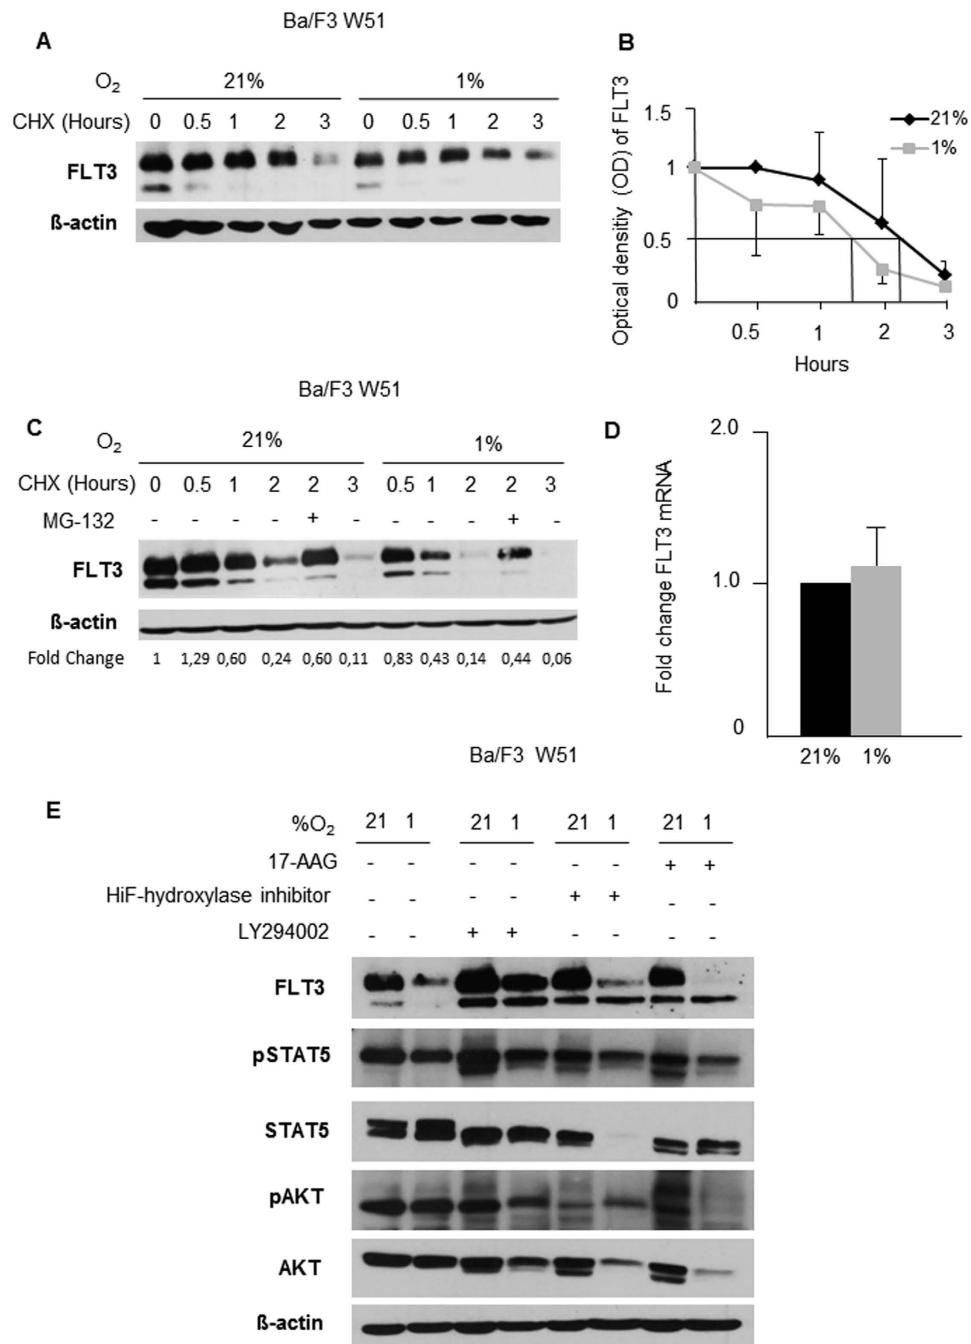 Ba/F3 W51
A
O2 21% 1%
CHX (Hours) 0 0.5 1 2 3 0 0.5 1 2 3
FLT3
ß-actin
B
Optical densitiy (OD) of FLT3
1.5
1
0.5
0
21%
1%
0.5 1 2 3
Hours
Ba/F3 W51
C
O2 21% 1%
CHX (Hours) 0 0.5 1 2 2 3 0.5 1 2 2 3
MG-132 - - - - + - - - - + -
FLT3
ß-actin
Fold Change 1 1,29 0,60 0,24 0,60 0,11 0,83 0,43 0,14 0,44 0,06
D
Fold change FLT3 mRNA
2.0
1.0
0
21% 1%
Ba/F3 W51
E
%O2 21 1 21 1 21 1 21 1
17-AAG - - - - - - + +
HiF-hydroxylase inhibitor - - - - + + - -
LY294002 - - + + - - - -
FLT3
pSTAT5
STAT5
pAKT
AKT
ß-actin